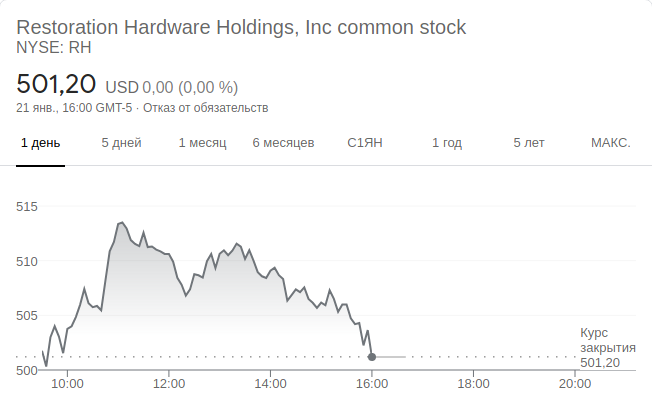 Restoration Hardware Holdings, Inc common stock
NYSE: RH
501,20 USD 0,00 (0,00 %)
21 янв., 16:00 GMT-5 · Отказ от обязательств
1 день 5 дней 1 месяц 6 месяцев С1ЯН 1 год 5 лет МАКС.
515
510
505
500
Курс
закрытия
501,20
10:00 12:00 14:00 16:00 18:00 20:00